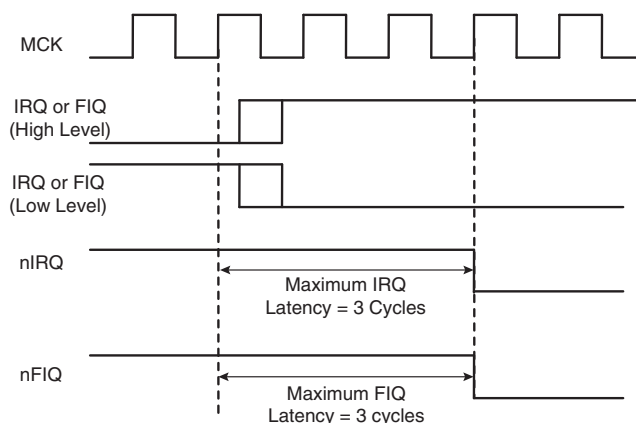 MCK
IRQ or FIQ
(High Level)
IRQ or FIQ
(Low Level)
nIRQ
Maximum IRQ
Latency = 3 Cycles
nFIQ
Maximum FIQ
Latency = 3 cycles